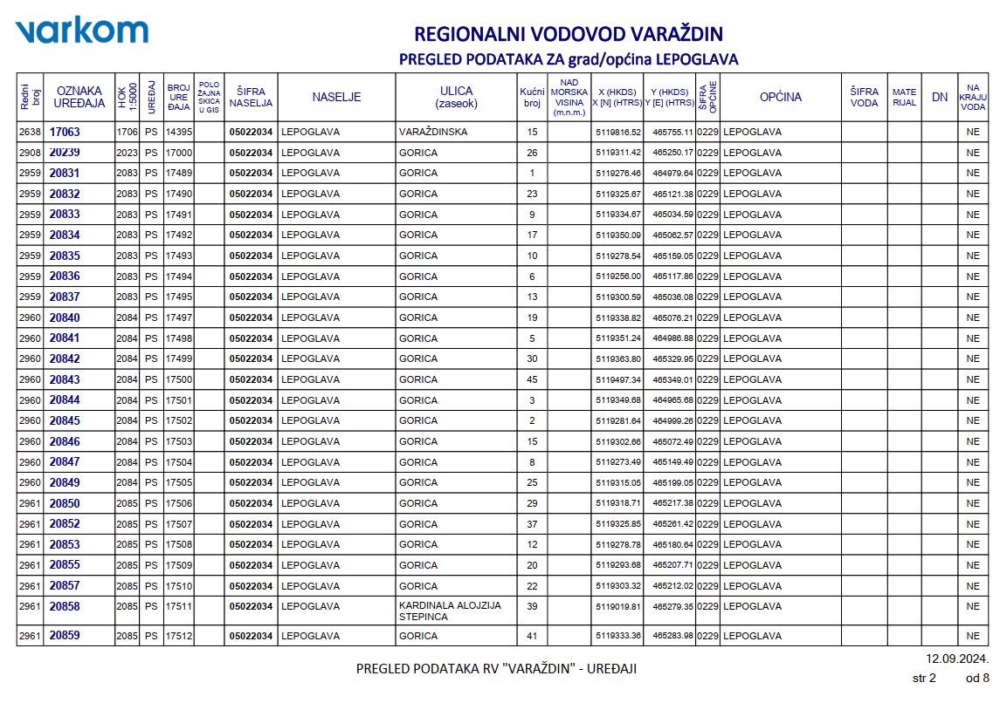 varkom
REGIONALNI VODOVOD VARAŽDIN
PREGLED PODATAKA ZA grad/općina LEPOGLAVA
Redni broj OZNAKA UREĐAJA HOK 1:5000 UREĐAJ BROJ URE ĐAJA POLO ŽAJNA SKICA U GIS ŠIFRA NASELJA NASELJE ULICA (zaseok) Kućni broj NAD MORSKA VISINA (m.n.m.) X (HKDS) X [N] (HTRS) Y (HKDS) Y [E] (HTRS) ŠIFRA OPĆINE OPĆINA ŠIFRA VODA MATE RIJAL DN NA KRAJU VODA
2638 17063 1706 PS 14395 05022034 LEPOGLAVA VARAŽDINSKA 15 5119816.52 465755.11 0229 LEPOGLAVA NE
2908 20239 2023 PS 17000 05022034 LEPOGLAVA GORICA 26 5119311.42 465250.17 0229 LEPOGLAVA NE
2959 20831 2083 PS 17489 05022034 LEPOGLAVA GORICA 1 5119276.46 464979.64 0229 LEPOGLAVA NE
2959 20832 2083 PS 17490 05022034 LEPOGLAVA GORICA 23 5119325.67 465121.38 0229 LEPOGLAVA NE
2959 20833 2083 PS 17491 05022034 LEPOGLAVA GORICA 9 5119334.67 465034.59 0229 LEPOGLAVA NE
2959 20834 2083 PS 17492 05022034 LEPOGLAVA GORICA 17 5119350.09 465062.57 0229 LEPOGLAVA NE
2959 20835 2083 PS 17493 05022034 LEPOGLAVA GORICA 10 5119278.54 465159.05 0229 LEPOGLAVA NE
2959 20836 2083 PS 17494 05022034 LEPOGLAVA GORICA 6 5119256.00 465117.86 0229 LEPOGLAVA NE
2959 20837 2083 PS 17495 05022034 LEPOGLAVA GORICA 13 5119300.59 465036.08 0229 LEPOGLAVA NE
2960 20840 2084 PS 17497 05022034 LEPOGLAVA GORICA 19 5119338.82 465076.21 0229 LEPOGLAVA NE
2960 20841 2084 PS 17498 05022034 LEPOGLAVA GORICA 5 5119351.24 464986.88 0229 LEPOGLAVA NE
2960 20842 2084 PS 17499 05022034 LEPOGLAVA GORICA 30 5119363.80 465329.95 0229 LEPOGLAVA NE
2960 20843 2084 PS 17500 05022034 LEPOGLAVA GORICA 45 5119497.34 465349.01 0229 LEPOGLAVA NE
2960 20844 2084 PS 17501 05022034 LEPOGLAVA GORICA 3 5119349.68 464965.68 0229 LEPOGLAVA NE
2960 20845 2084 PS 17502 05022034 LEPOGLAVA GORICA 2 5119281.64 464999.26 0229 LEPOGLAVA NE
2960 20846 2084 PS 17503 05022034 LEPOGLAVA GORICA 15 5119302.66 465072.49 0229 LEPOGLAVA NE
2960 20847 2084 PS 17504 05022034 LEPOGLAVA GORICA 8 5119273.49 465149.49 0229 LEPOGLAVA NE
2960 20849 2084 PS 17505 05022034 LEPOGLAVA GORICA 25 5119315.05 465199.05 0229 LEPOGLAVA NE
2961 20850 2085 PS 17506 05022034 LEPOGLAVA GORICA 29 5119318.71 465217.38 0229 LEPOGLAVA NE
2961 20852 2085 PS 17507 05022034 LEPOGLAVA GORICA 37 5119325.85 465261.42 0229 LEPOGLAVA NE
2961 20853 2085 PS 17508 05022034 LEPOGLAVA GORICA 12 5119278.78 465180.64 0229 LEPOGLAVA NE
2961 20855 2085 PS 17509 05022034 LEPOGLAVA GORICA 20 5119293.68 465207.71 0229 LEPOGLAVA NE
2961 20857 2085 PS 17510 05022034 LEPOGLAVA GORICA 22 5119303.32 465212.02 0229 LEPOGLAVA NE
2961 20858 2085 PS 17511 05022034 LEPOGLAVA KARDINALA ALOJZIJA STEPINCA 39 5119019.81 465279.35 0229 LEPOGLAVA NE
2961 20859 2085 PS 17512 05022034 LEPOGLAVA GORICA 41 5119333.36 465283.98 0229 LEPOGLAVA NE
12.09.2024.
PREGLED PODATAKA RV "VARAŽDIN" - UREĐAJI
str 2 od 8